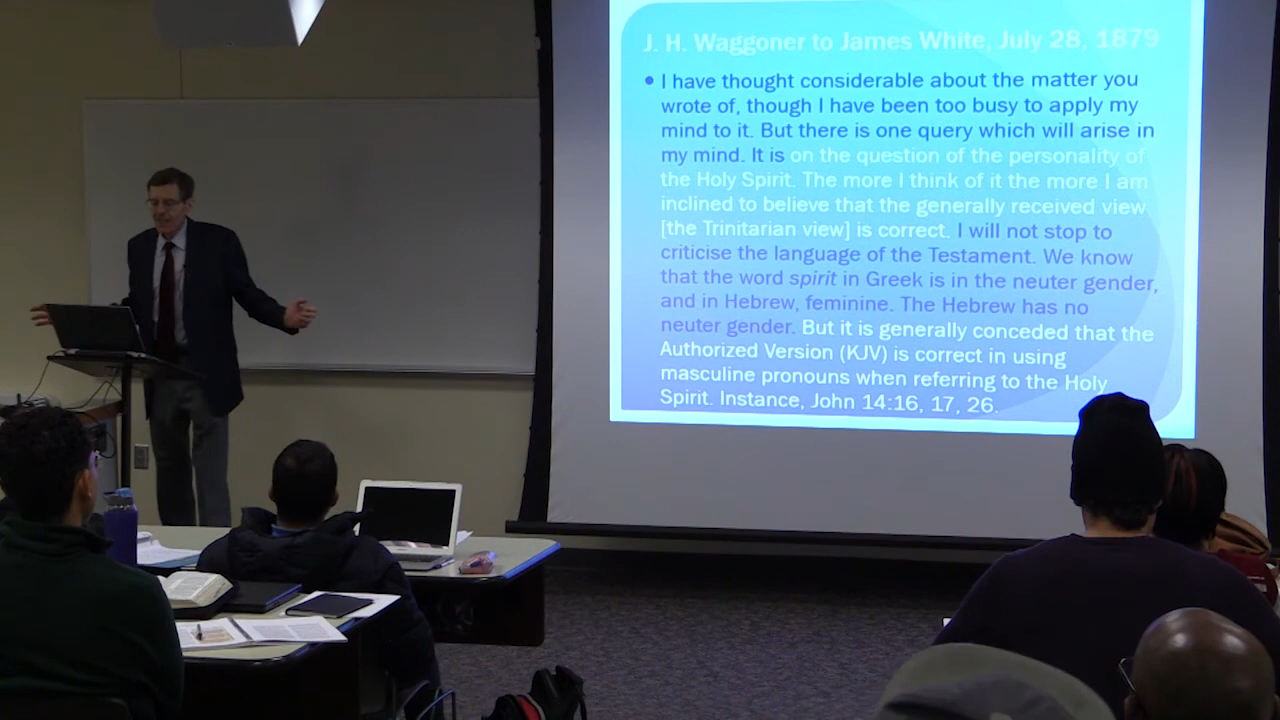 J. H. Waggoner to James White, July 28, 1879
• I have thought considerable about the matter you
wrote of, though I have been too busy to apply my
mind to it. But there is one query which will arise in
my mind. It is on the question of the personality of
the Holy Spirit. The more I think of it the more I am
inclined to believe that the generally received view
[the Trinitarian view] is correct. I will not stop to
criticise the language of the Testament. We know
that the word spirit in Greek is in the neuter gender,
and in Hebrew, feminine. The Hebrew has no
neuter gender. But it is generally conceded that the
Authorized Version (KJV) is correct in using
masculine pronouns when referring to the Holy
Spirit. Instance, John 14:16, 17, 26.